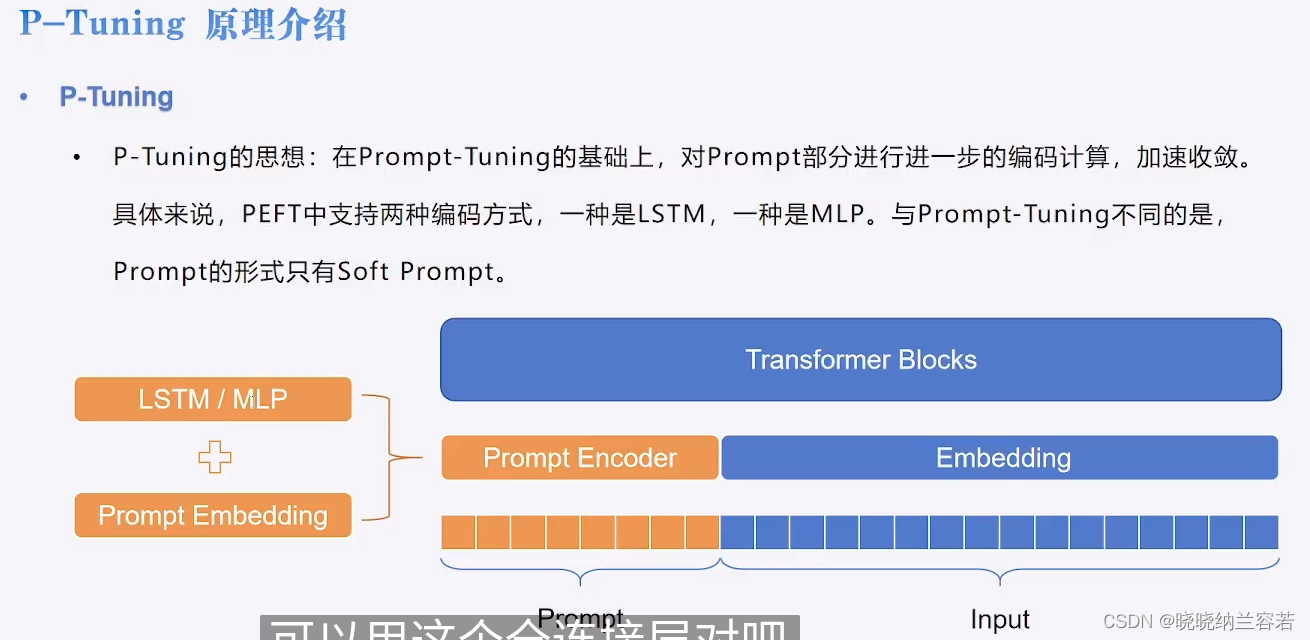 P-Tuning 原理介绍
• P-Tuning
• P-Tuning的思想：在Prompt-Tuning的基础上，对Prompt部分进行进一步的编码计算，加速收敛。
具体来说，PEFT中支持两种编码方式，一种是LSTM，一种是MLP。与Prompt-Tuning不同的是，
Prompt的形式只有Soft Prompt。
Transformer Blocks
LSTM / MLP
Prompt Encoder
Embedding
Prompt Embedding
Prompt
Input
可以用这个全连接层对吧
CSDN @晓晓纳兰容若